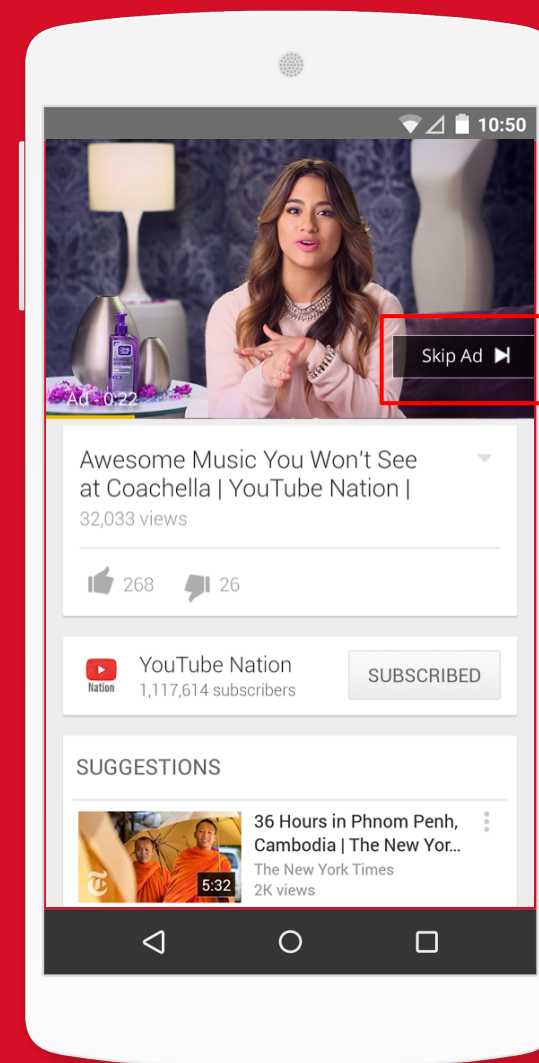 10:50
Skip Ad
Ad - 0:22
Awesome Music You Won't See
at Coachella | YouTube Nation |
32,033 views
268
26
Nation
YouTube Nation
1,117,614 subscribers
SUBSCRIBED
SUGGESTIONS
36 Hours in Phnom Penh,
Cambodia | The New Yor...
The New York Times
2K views
5:32